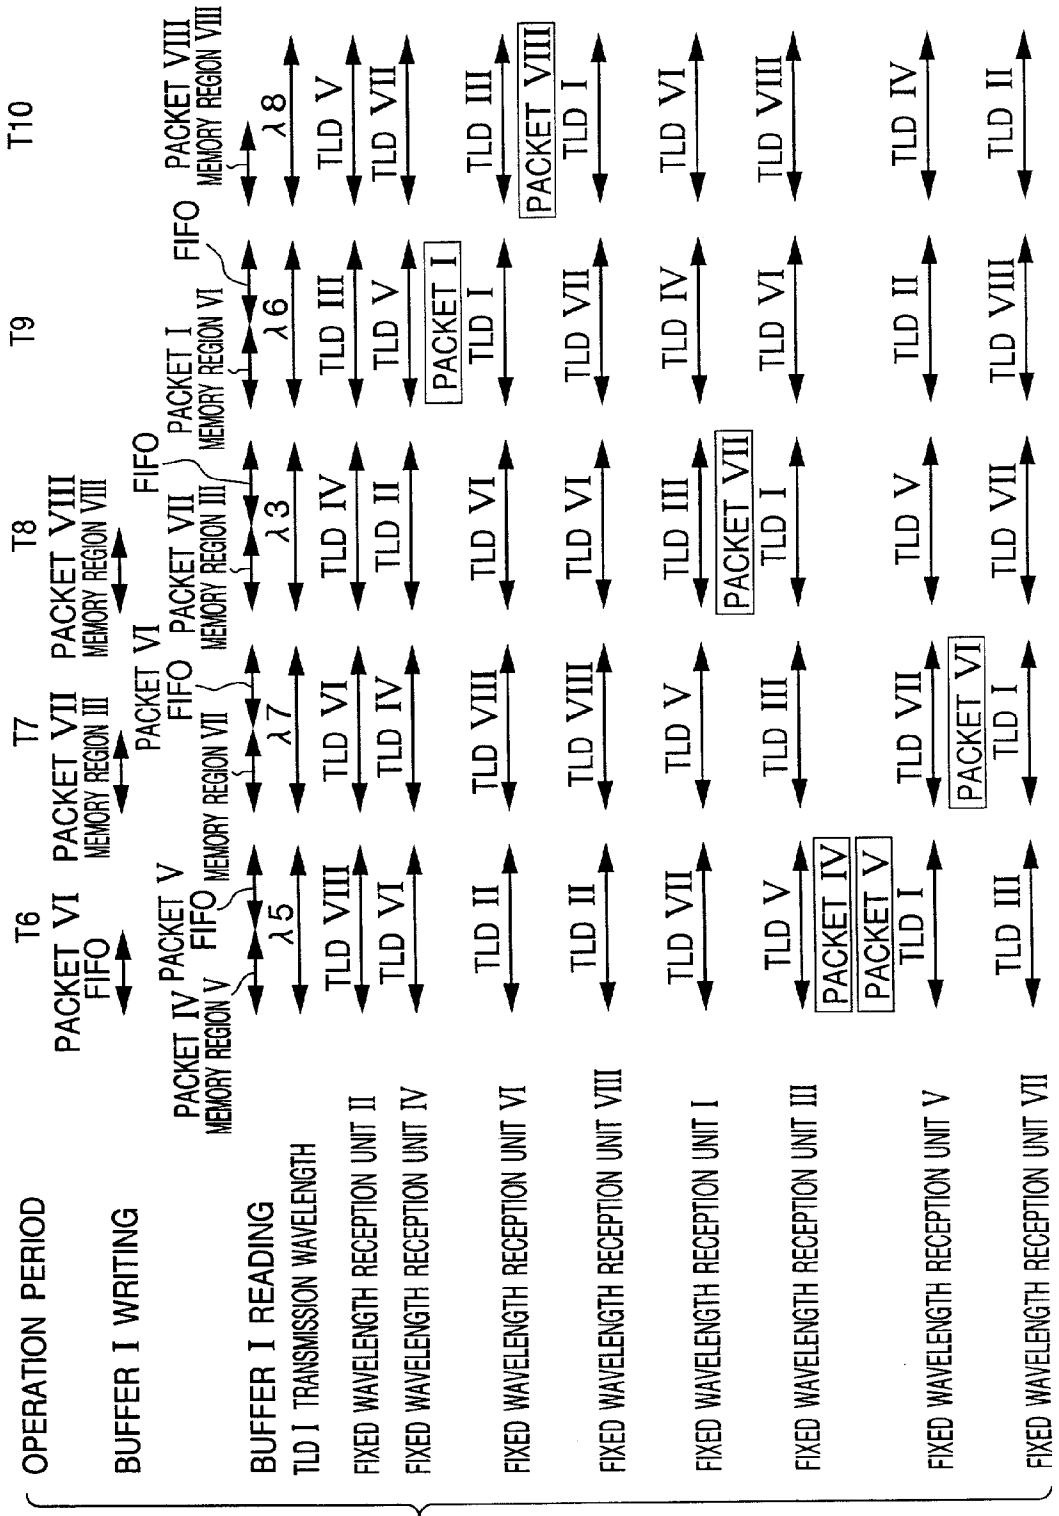 OPERATION PERIOD T6 T7 T8 T9 T10
PACKET VI PACKET VII PACKET VIII
FIFO MEMORY REGION III MEMORY REGION VIII
BUFFER I WRITING
PACKET IV PACKET V PACKET VI PACKET VII PACKET I PACKET VIII
MEMORY REGION V FIFO MEMORY REGION VII FIFO MEMORY REGION III FIFO MEMORY REGION VI FIFO MEMORY REGION VIII
BUFFER I READING
TLD I TRANSMISSION WAVELENGTH λ5 λ7 λ3 λ6 λ8
FIXED WAVELENGTH RECEPTION UNIT II TLD VIII TLD VI TLD IV TLD III TLD V
FIXED WAVELENGTH RECEPTION UNIT IV TLD VI TLD IV TLD II TLD V TLD VII
PACKET I
FIXED WAVELENGTH RECEPTION UNIT VI TLD II TLD VIII TLD VI TLD I TLD III
PACKET VIII
FIXED WAVELENGTH RECEPTION UNIT VIII TLD II TLD VIII TLD VI TLD VII TLD I
FIXED WAVELENGTH RECEPTION UNIT I TLD VII TLD V TLD III TLD IV TLD VI
PACKET VII
FIXED WAVELENGTH RECEPTION UNIT III TLD V TLD III TLD I TLD VI TLD VIII
PACKET IV
PACKET V
FIXED WAVELENGTH RECEPTION UNIT V TLD I TLD VII TLD V TLD II TLD IV
PACKET VI
FIXED WAVELENGTH RECEPTION UNIT VII TLD III TLD I TLD VII TLD VIII TLD II